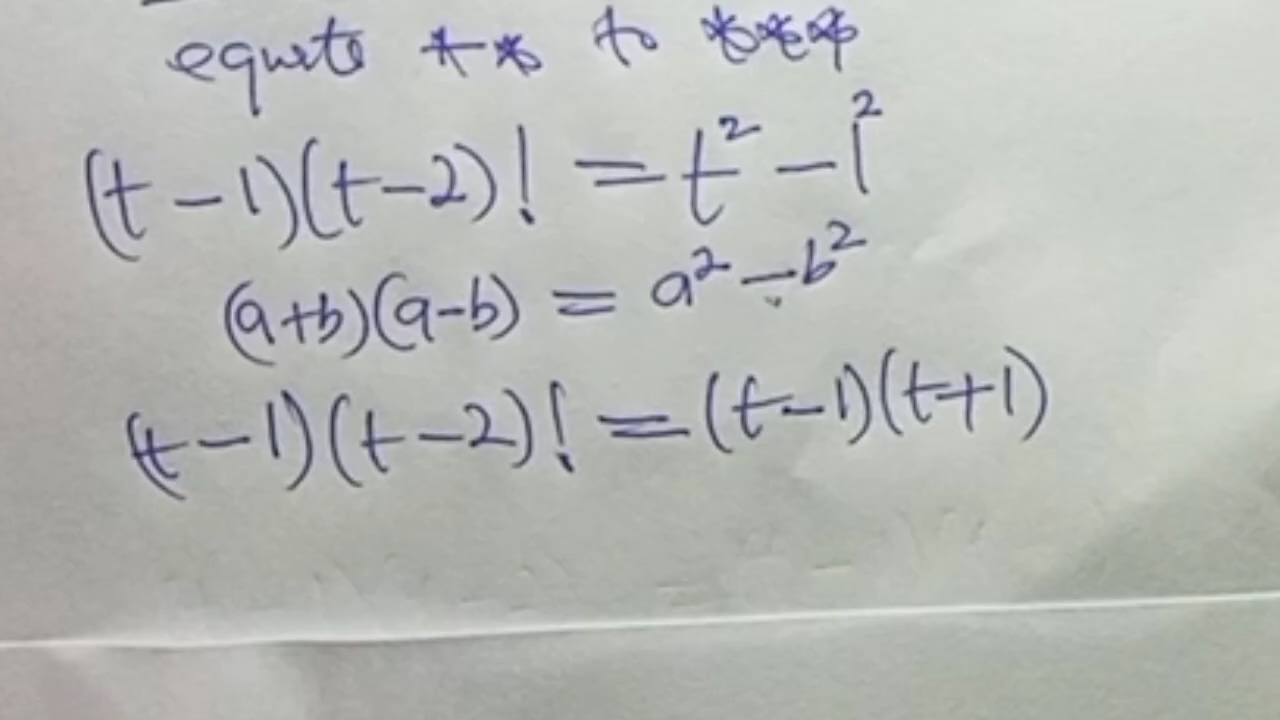 equate ** to ***
(t-1)(t-2)! = t² - 1²
(a+b)(a-b) = a² - b²
(t-1)(t-2)! = (t-1)(t+1)